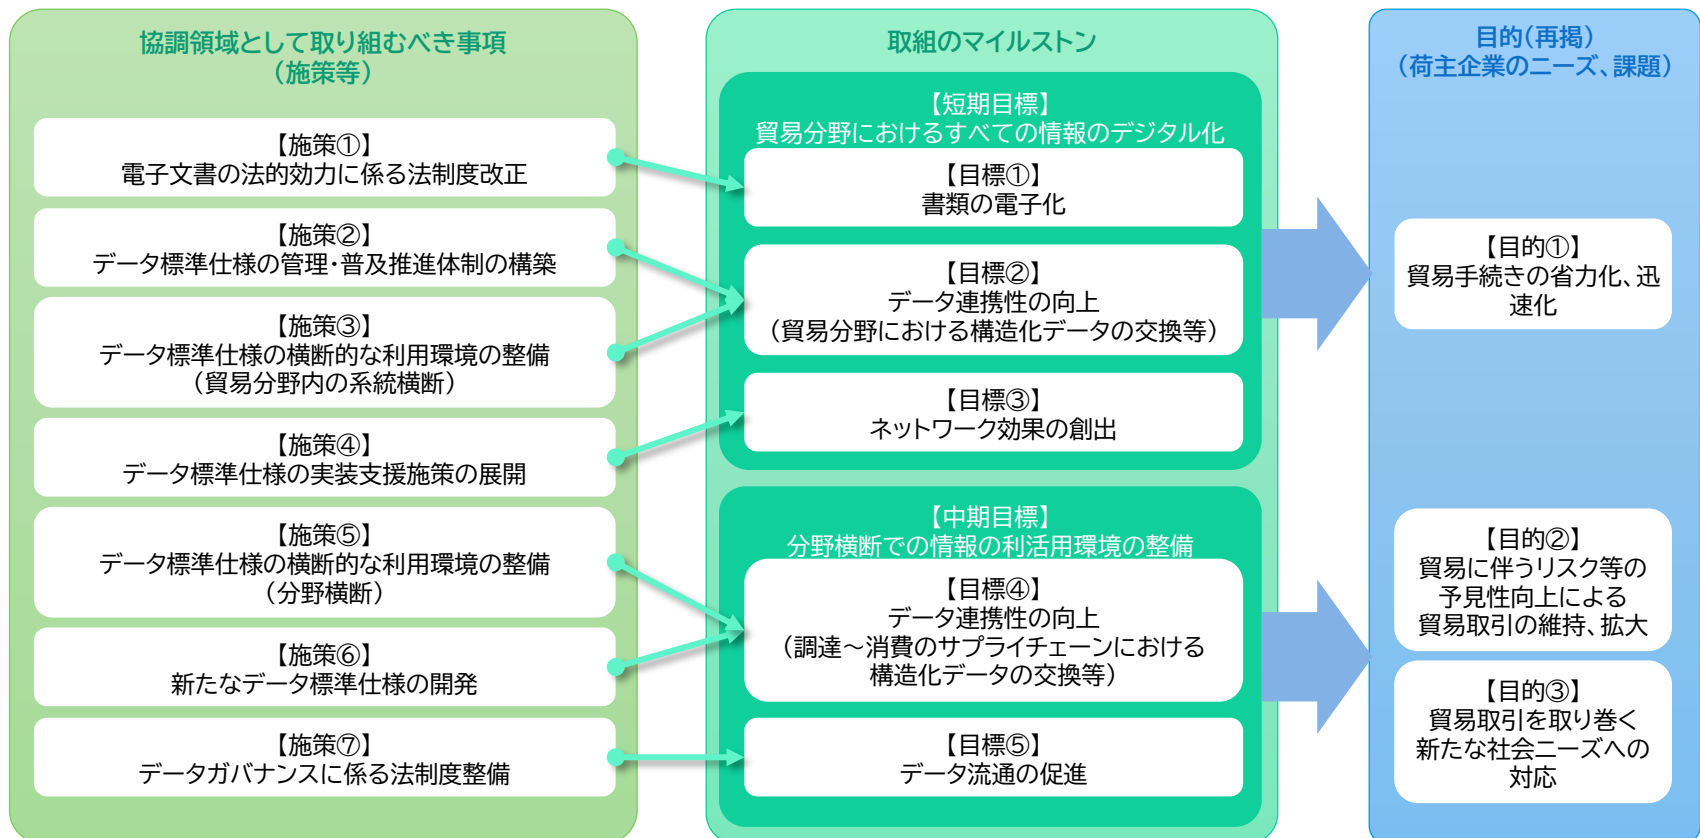 協調領域として取り組むべき事項
（施策等）
【施策①】
電子文書の法的効力に係る法制度改正
【施策②】
データ標準仕様の管理・普及推進体制の構築
【施策③】
データ標準仕様の横断的な利用環境の整備
（貿易分野内の系統横断）
【施策④】
データ標準仕様の実装支援施策の展開
【施策⑤】
データ標準仕様の横断的な利用環境の整備
（分野横断）
【施策⑥】
新たなデータ標準仕様の開発
【施策⑦】
データガバナンスに係る法制度整備
取組のマイルストン
【短期目標】
貿易分野におけるすべての情報のデジタル化
【目標①】
書類の電子化
【目標②】
データ連携性の向上
（貿易分野における構造化データの交換等）
【目標③】
ネットワーク効果の創出
【中期目標】
分野横断での情報の利活用環境の整備
【目標④】
データ連携性の向上
（調達～消費のサプライチェーンにおける
構造化データの交換等）
【目標⑤】
データ流通の促進
目的（再掲）
（荷主企業のニーズ、課題）
【目的①】
貿易手続きの省力化、迅
速化
【目的②】
貿易に伴うリスク等の
予見性向上による
貿易取引の維持、拡大
【目的③】
貿易取引を取り巻く
新たな社会ニーズへの
対応